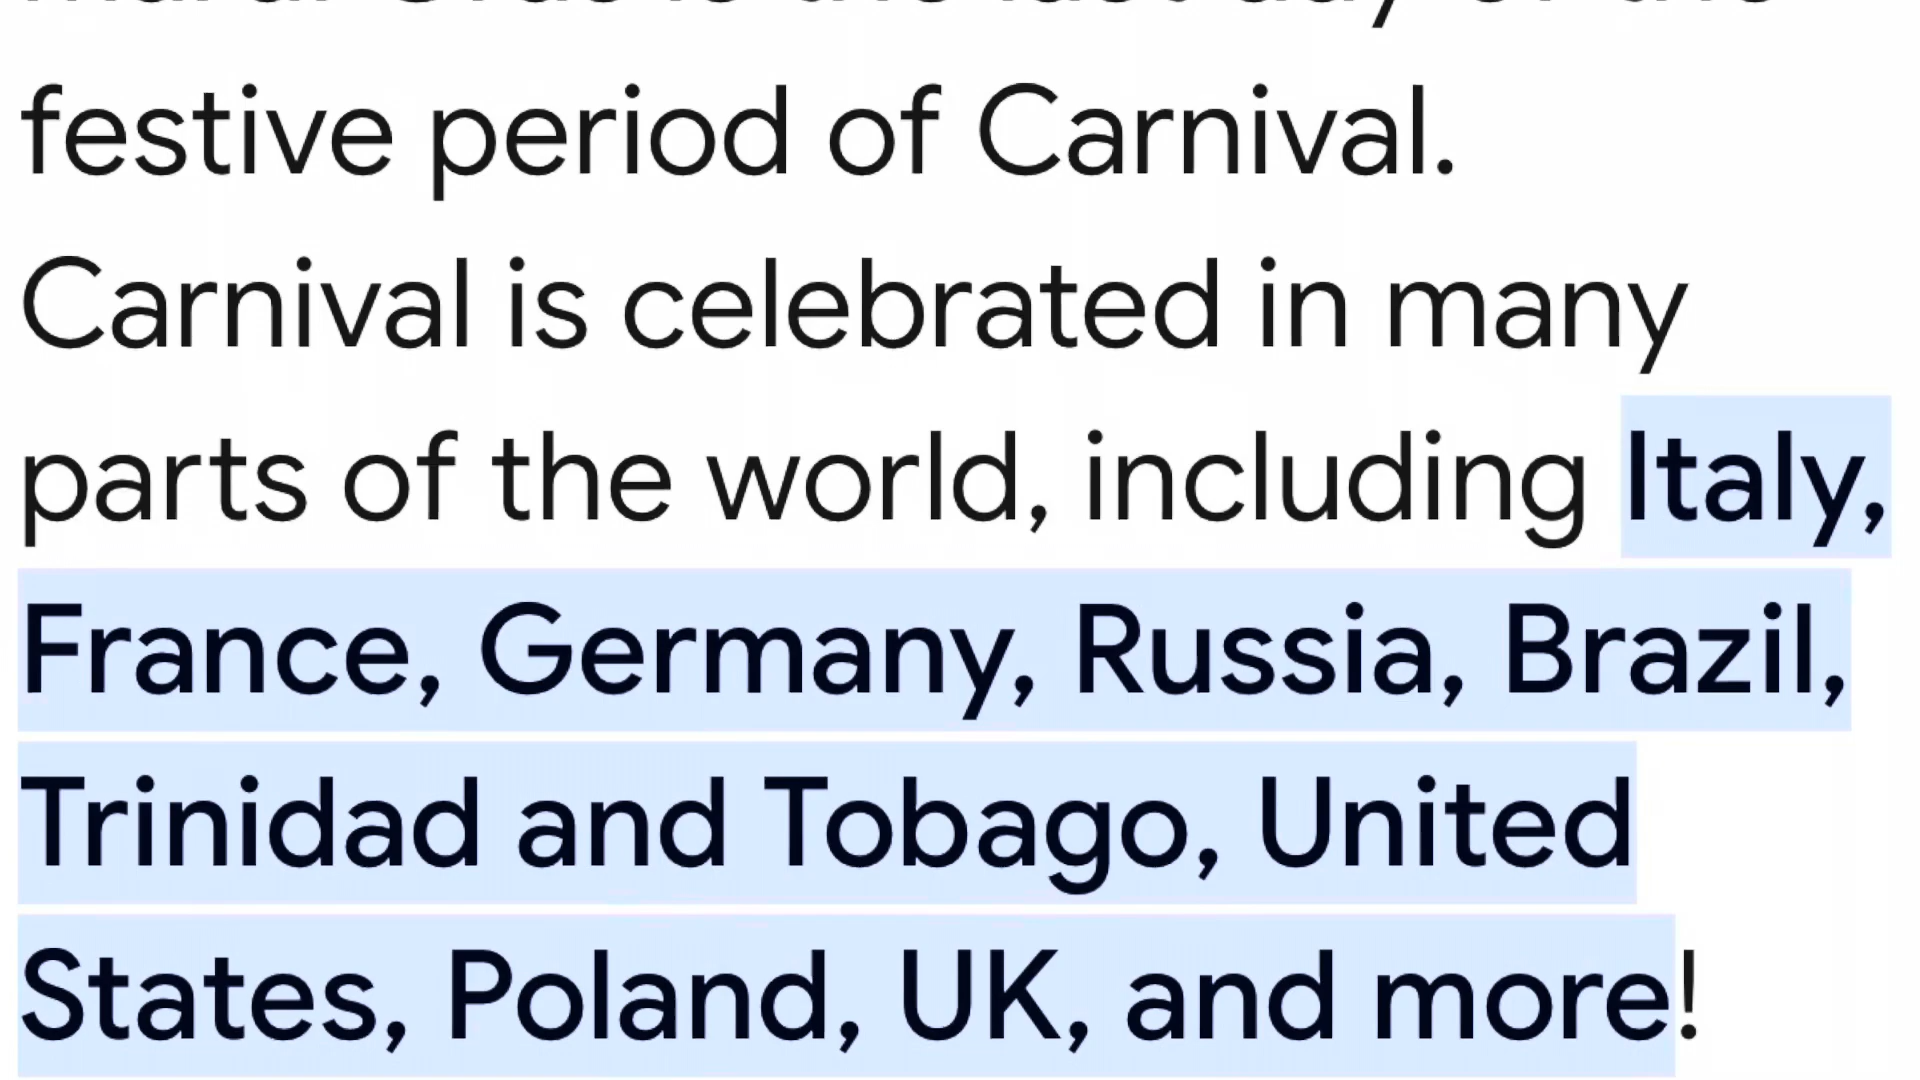 festive period of Carnival.
Carnival is celebrated in many
parts of the world, including Italy,
France, Germany, Russia, Brazil,
Trinidad and Tobago, United
States, Poland, UK, and more!